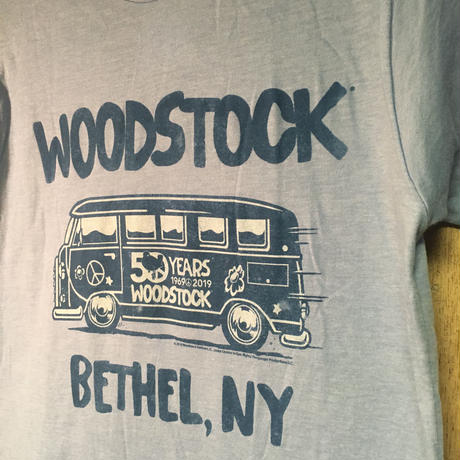 WOODSTOCK
50 YEARS
1969 2019
WOODSTOCK
BETHEL, NY